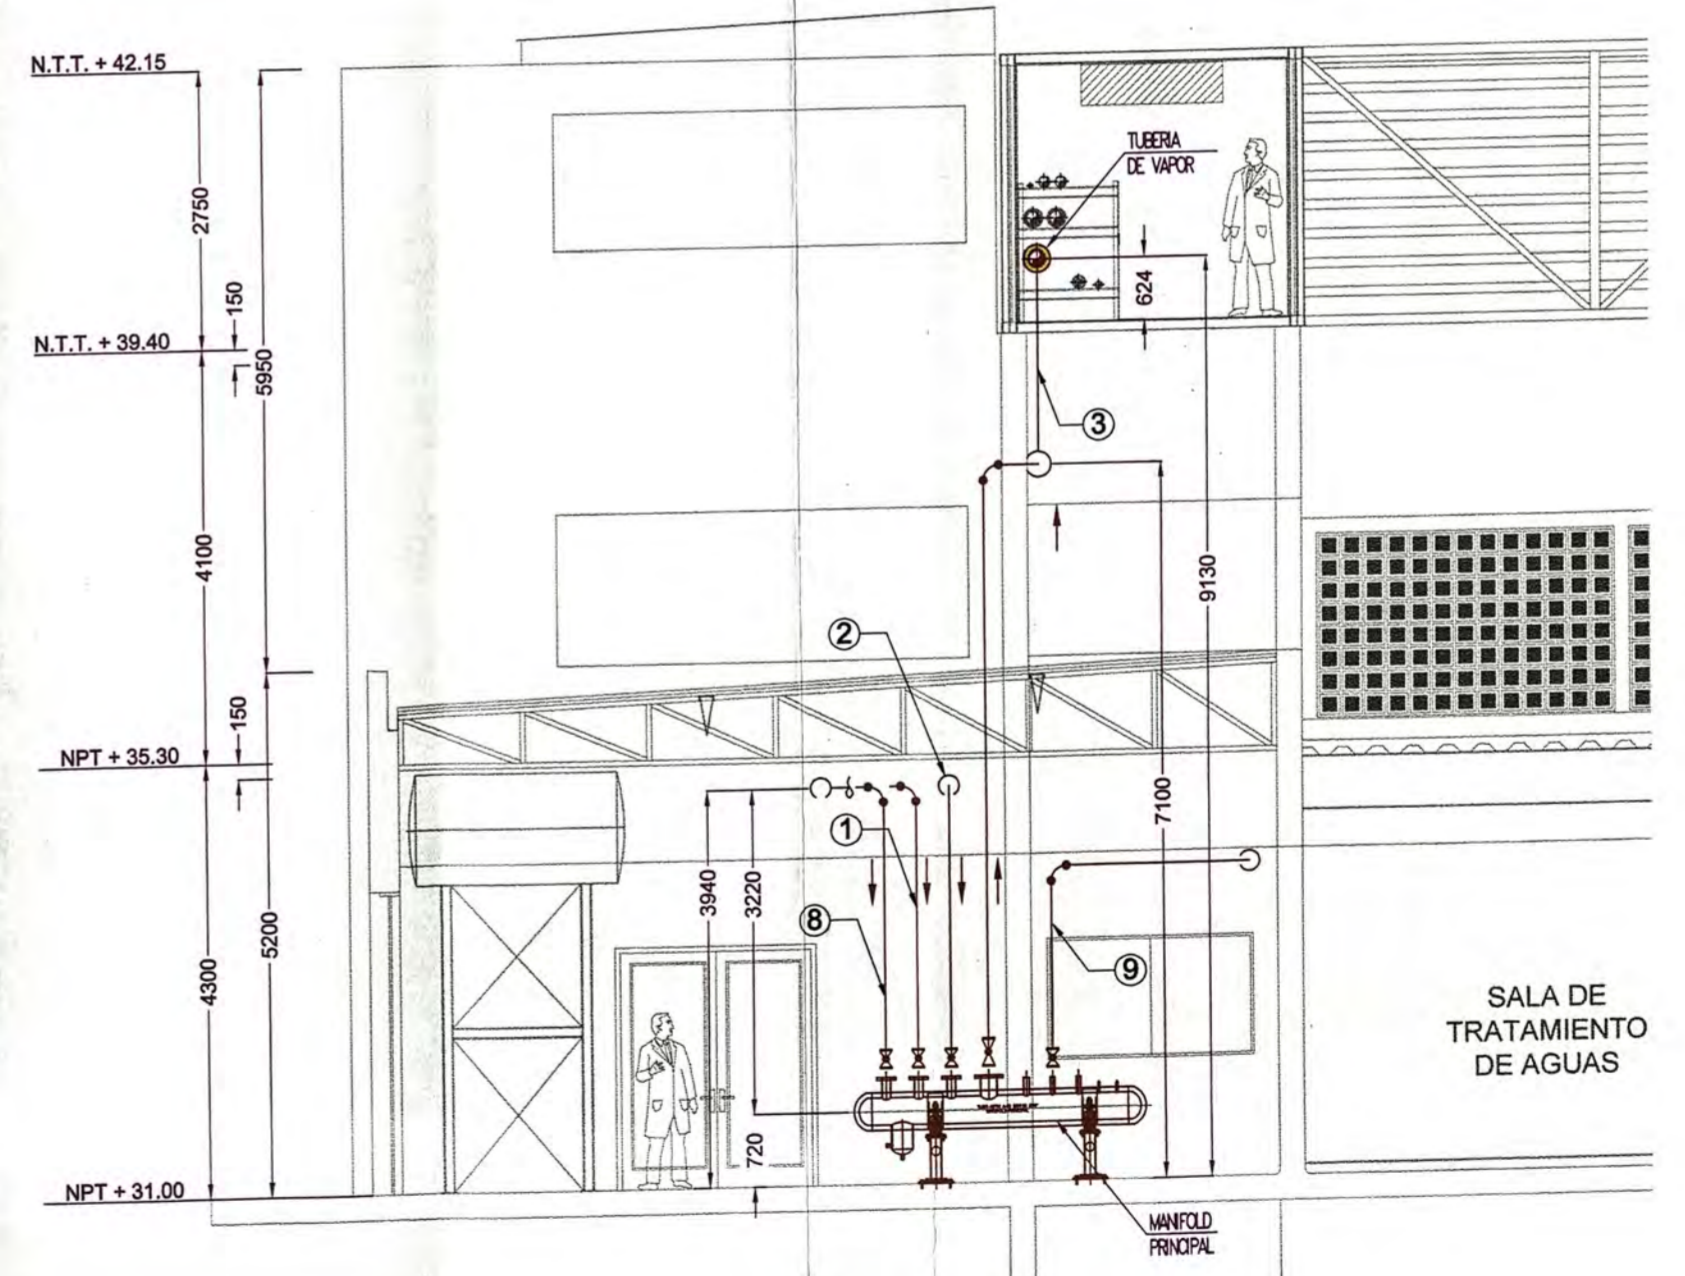 N.T.T. + 42.15
TUBERIA
DE VAPOR
2750
150
624
N.T.T. + 39.40
5950
3
4100
9130
2
150
NPT + 35.30
7100
1
3940
3220
8
5200
4300
9
SALA DE
TRATAMIENTO
DE AGUAS
720
NPT + 31.00
MANIFOLD
PRINCIPAL